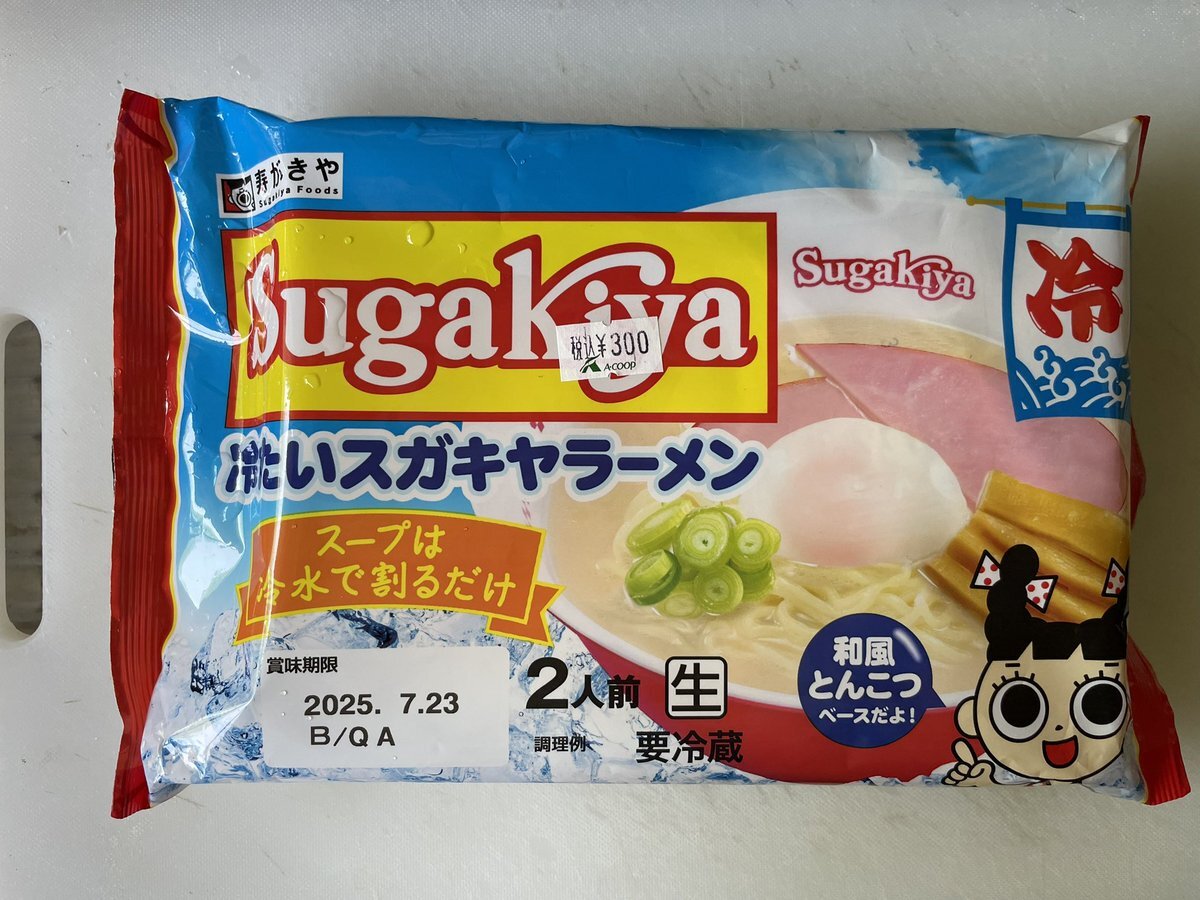 寿がきや
Sugakiya Foods
Sugakiya
税込¥300
A·COOP
Sugakiya
冷
冷たいスガキヤラーメン
スープは
冷水で割るだけ
賞味期限
2025. 7.23
B/QA
2人前
生
調理例
要冷蔵
和風
とんこつ
ベースだよ!